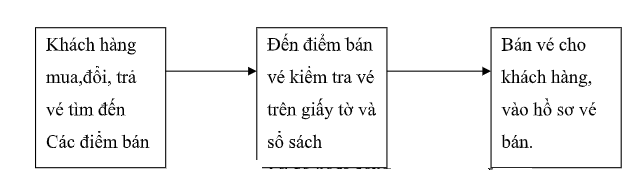 Khách hàng
mua,đổi, trả
vé tìm đến
Các điểm bán
Đến điểm bán
vé kiểm tra vé
trên giấy tờ và
sổ sách
Bán vé cho
khách hàng,
vào hồ sơ vé
bán.